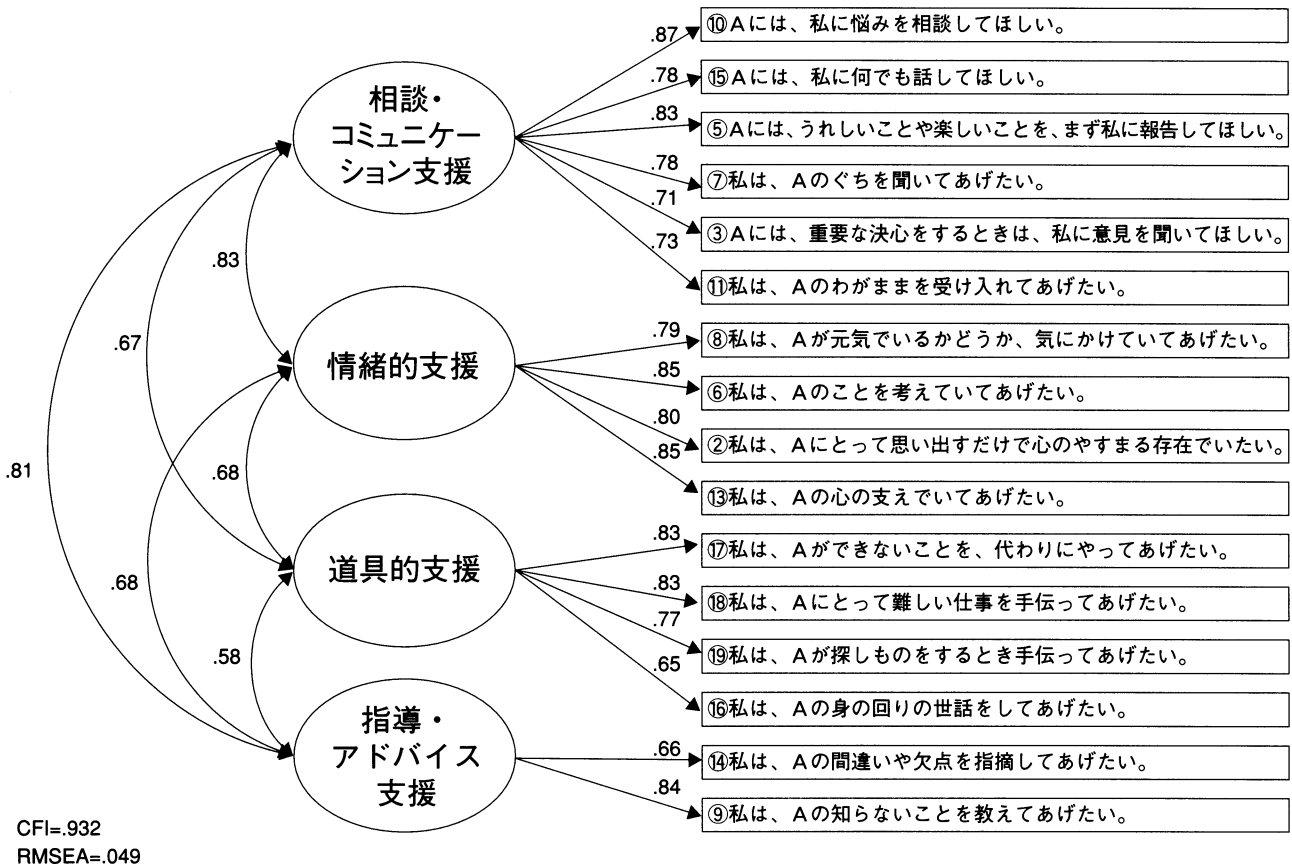 .87
⑩Aには、私に悩みを相談してほしい。
.78
⑮Aには、私に何でも話してほしい。
.83
⑤Aには、うれしいことや楽しいことを、まず私に報告してほしい。
.78
⑦私は、Aのぐちを聞いてあげたい。
.71
③Aには、重要な決心をするときは、私に意見を聞いてほしい。
.73
⑪私は、Aのわがままを受け入れてあげたい。
相談・
コミュニケー
ション支援
.83
.67
.81
情緒的支援
.79
⑧私は、Aが元気でいるかどうか、気にかけていてあげたい。
.85
⑥私は、Aのことを考えていてあげたい。
.80
②私は、Aにとって思い出すだけで心のやすまる存在でいたい。
.85
⑬私は、Aの心の支えでいてあげたい。
.68
.68
道具的支援
.83
⑰私は、Aができないことを、代わりにやってあげたい。
.83
⑱私は、Aにとって難しい仕事を手伝ってあげたい。
.77
⑲私は、Aが探しものをするとき手伝ってあげたい。
.65
⑯私は、Aの身の回りの世話をしてあげたい。
.58
指導・
アドバイス
支援
.66
⑭私は、Aの間違いや欠点を指摘してあげたい。
.84
⑨私は、Aの知らないことを教えてあげたい。
CFI=.932
RMSEA=.049